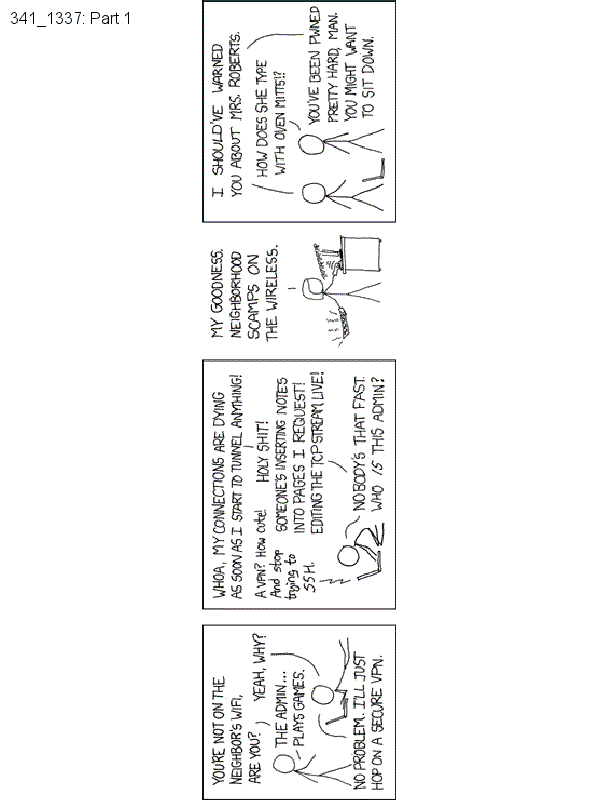 341_1337: Part 1
YOU'RE NOT ON THE
NEIGHBOR'S WIFI,
ARE YOU?
YEAH, WHY?
THE ADMIN...
PLAYS GAMES.
NO PROBLEM. I'LL JUST
HOP ON A SECURE VPN.
WHOA, MY CONNECTIONS ARE DYING
AS SOON AS I START TO TUNNEL ANYTHING!
A VPN? How cute!
And stop
trying to
SSH.
HOLY SHIT!
SOMEONE'S INSERTING NOTES
INTO PAGES I REQUEST!
EDITING THE TCP STREAM LIVE!
NOBODY'S THAT FAST.
WHO IS THIS ADMIN?
MY GOODNESS.
NEIGHBORHOOD
SCAMPS ON
THE WIRELESS.
I SHOULD'VE WARNED
YOU ABOUT MRS. ROBERTS.
HOW DOES SHE TYPE
WITH OVEN MITTS!?
YOU'VE BEEN PWNED
PRETTY HARD, MAN.
YOU MIGHT WANT
TO SIT DOWN.